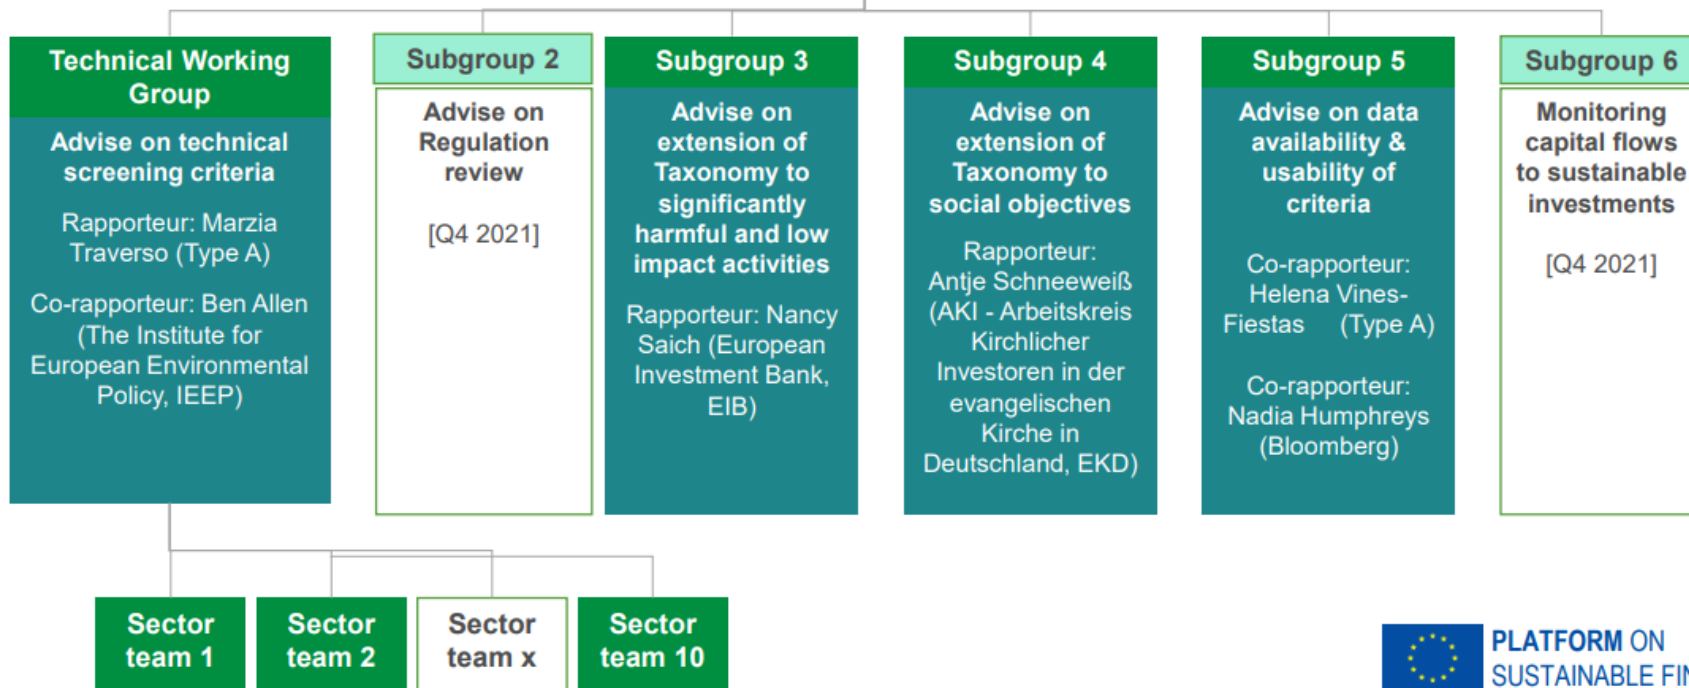 Technical Working
Group
Advise on technical
screening criteria
Rapporteur: Marzia
Traverso (Type A)
Co-rapporteur: Ben Allen
(The Institute for
European Environmental
Policy, IEEP)
Subgroup 2
Advise on
Regulation
review
[Q4 2021]
Subgroup 3
Advise on
extension of
Taxonomy to
significantly
harmful and low
impact activities
Rapporteur: Nancy
Saich (European
Investment Bank,
EIB)
Subgroup 4
Advise on
extension of
Taxonomy to
social objectives
Rapporteur:
Antje Schneeweiß
(AKI - Arbeitskreis
Kirchlicher
Investoren in der
evangelischen
Kirche in
Deutschland, EKD)
Subgroup 5
Advise on data
availability &
usability of
criteria
Co-rapporteur:
Helena Vines-
Fiestas (Type A)
Co-rapporteur:
Nadia Humphreys
(Bloomberg)
Subgroup 6
Monitoring
capital flows
to sustainable
investments
[Q4 2021]
Sector
team 1
Sector
team 2
Sector
team x
Sector
team 10
PLATFORM ON
SUSTAINABLE